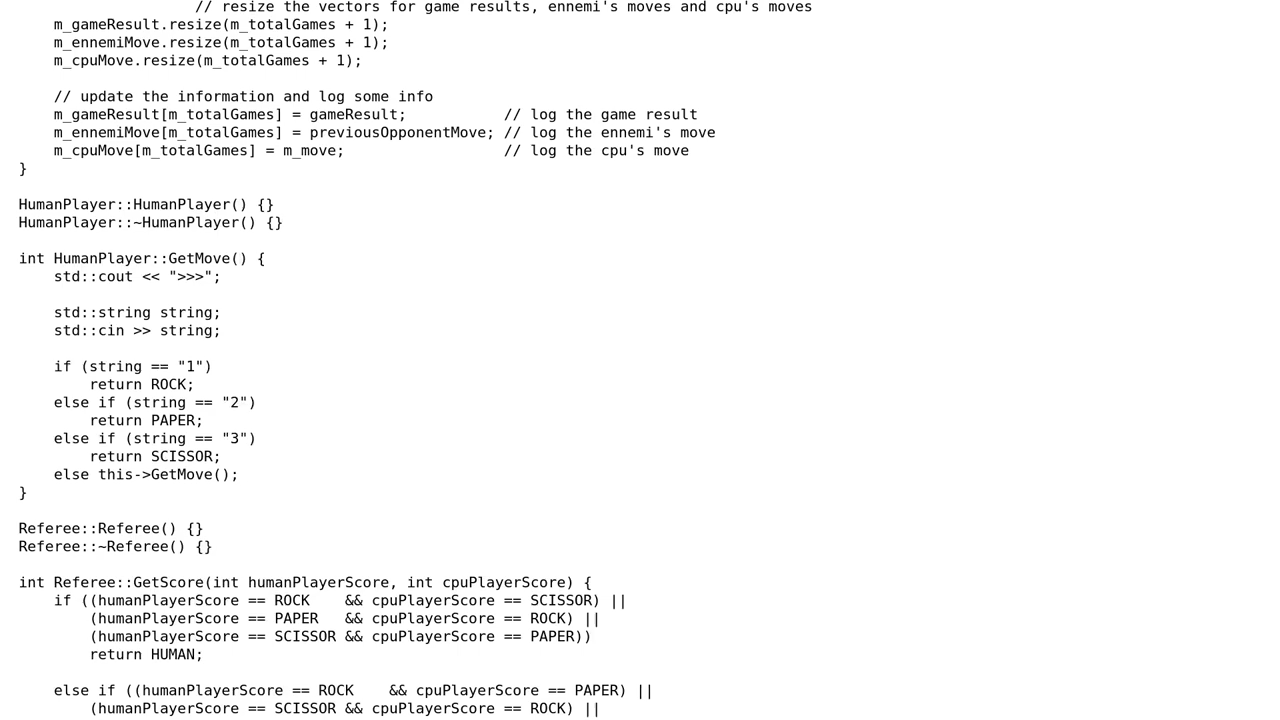 // resize the vectors for game results, ennemi's moves and cpu's moves
m_gameResult.resize(m_totalGames + 1);
m_ennemiMove.resize(m_totalGames + 1);
m_cpuMove.resize(m_totalGames + 1);
// update the information and log some info
m_gameResult[m_totalGames] = gameResult;           // log the game result
m_ennemiMove[m_totalGames] = previousOpponentMove; // log the ennemi's move
m_cpuMove[m_totalGames] = m_move;                  // log the cpu's move
}
HumanPlayer::HumanPlayer() {}
HumanPlayer::~HumanPlayer() {}
int HumanPlayer::GetMove() {
std::cout << ">>>";
std::string string;
std::cin >> string;
if (string == "1")
return ROCK;
else if (string == "2")
return PAPER;
else if (string == "3")
return SCISSOR;
else this->GetMove();
}
Referee::Referee() {}
Referee::~Referee() {}
int Referee::GetScore(int humanPlayerScore, int cpuPlayerScore) {
if ((humanPlayerScore == ROCK    && cpuPlayerScore == SCISSOR) ||
(humanPlayerScore == PAPER   && cpuPlayerScore == ROCK) ||
(humanPlayerScore == SCISSOR && cpuPlayerScore == PAPER))
return HUMAN;
else if ((humanPlayerScore == ROCK    && cpuPlayerScore == PAPER) ||
(humanPlayerScore == SCISSOR && cpuPlayerScore == ROCK) ||